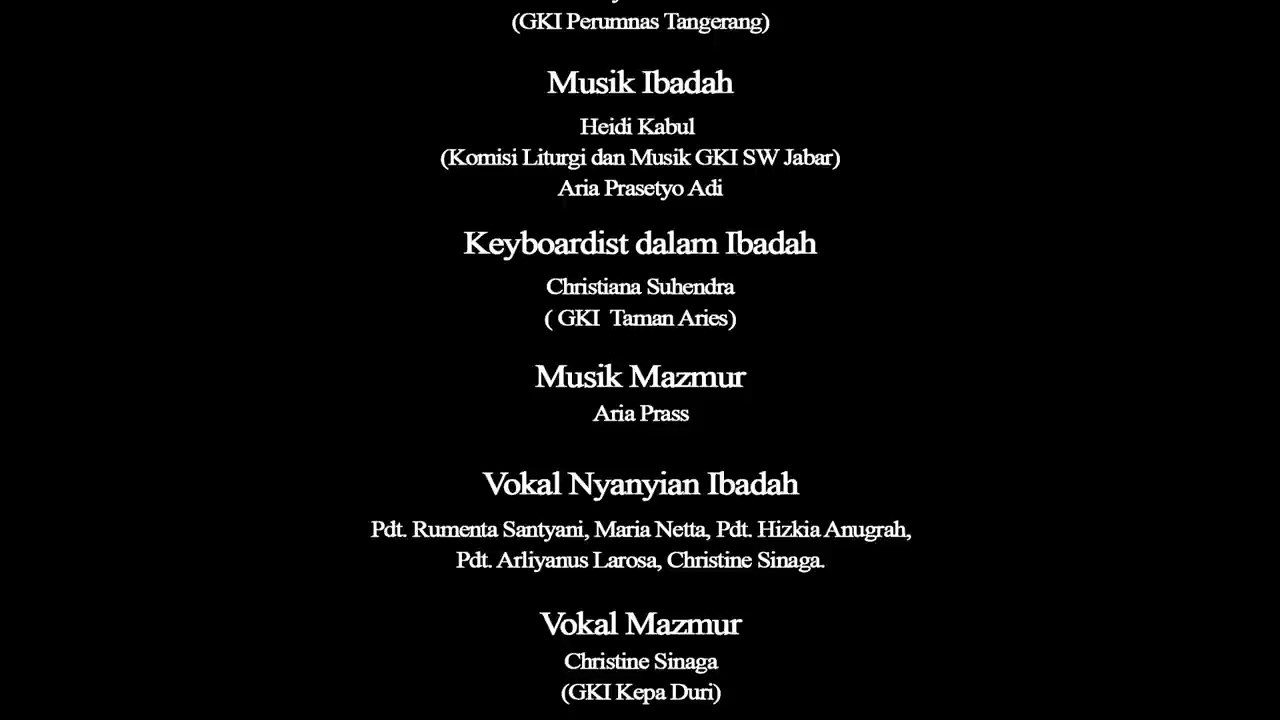 (GKI Perumnas Tangerang)
Musik Ibadah
Heidi Kabul
(Komisi Liturgi dan Musik GKI SW Jabar)
Aria Prasetyo Adi
Keyboardist dalam Ibadah
Christiana Suhendra
( GKI  Taman Aries)
Musik Mazmur
Aria Prass
Vokal Nyanyian Ibadah
Pdt. Rumenta Santyani, Maria Netta, Pdt. Hizkia Anugrah,
Pdt. Arliyanus Larosa, Christine Sinaga.
Vokal Mazmur
Christine Sinaga
(GKI Kepa Duri)